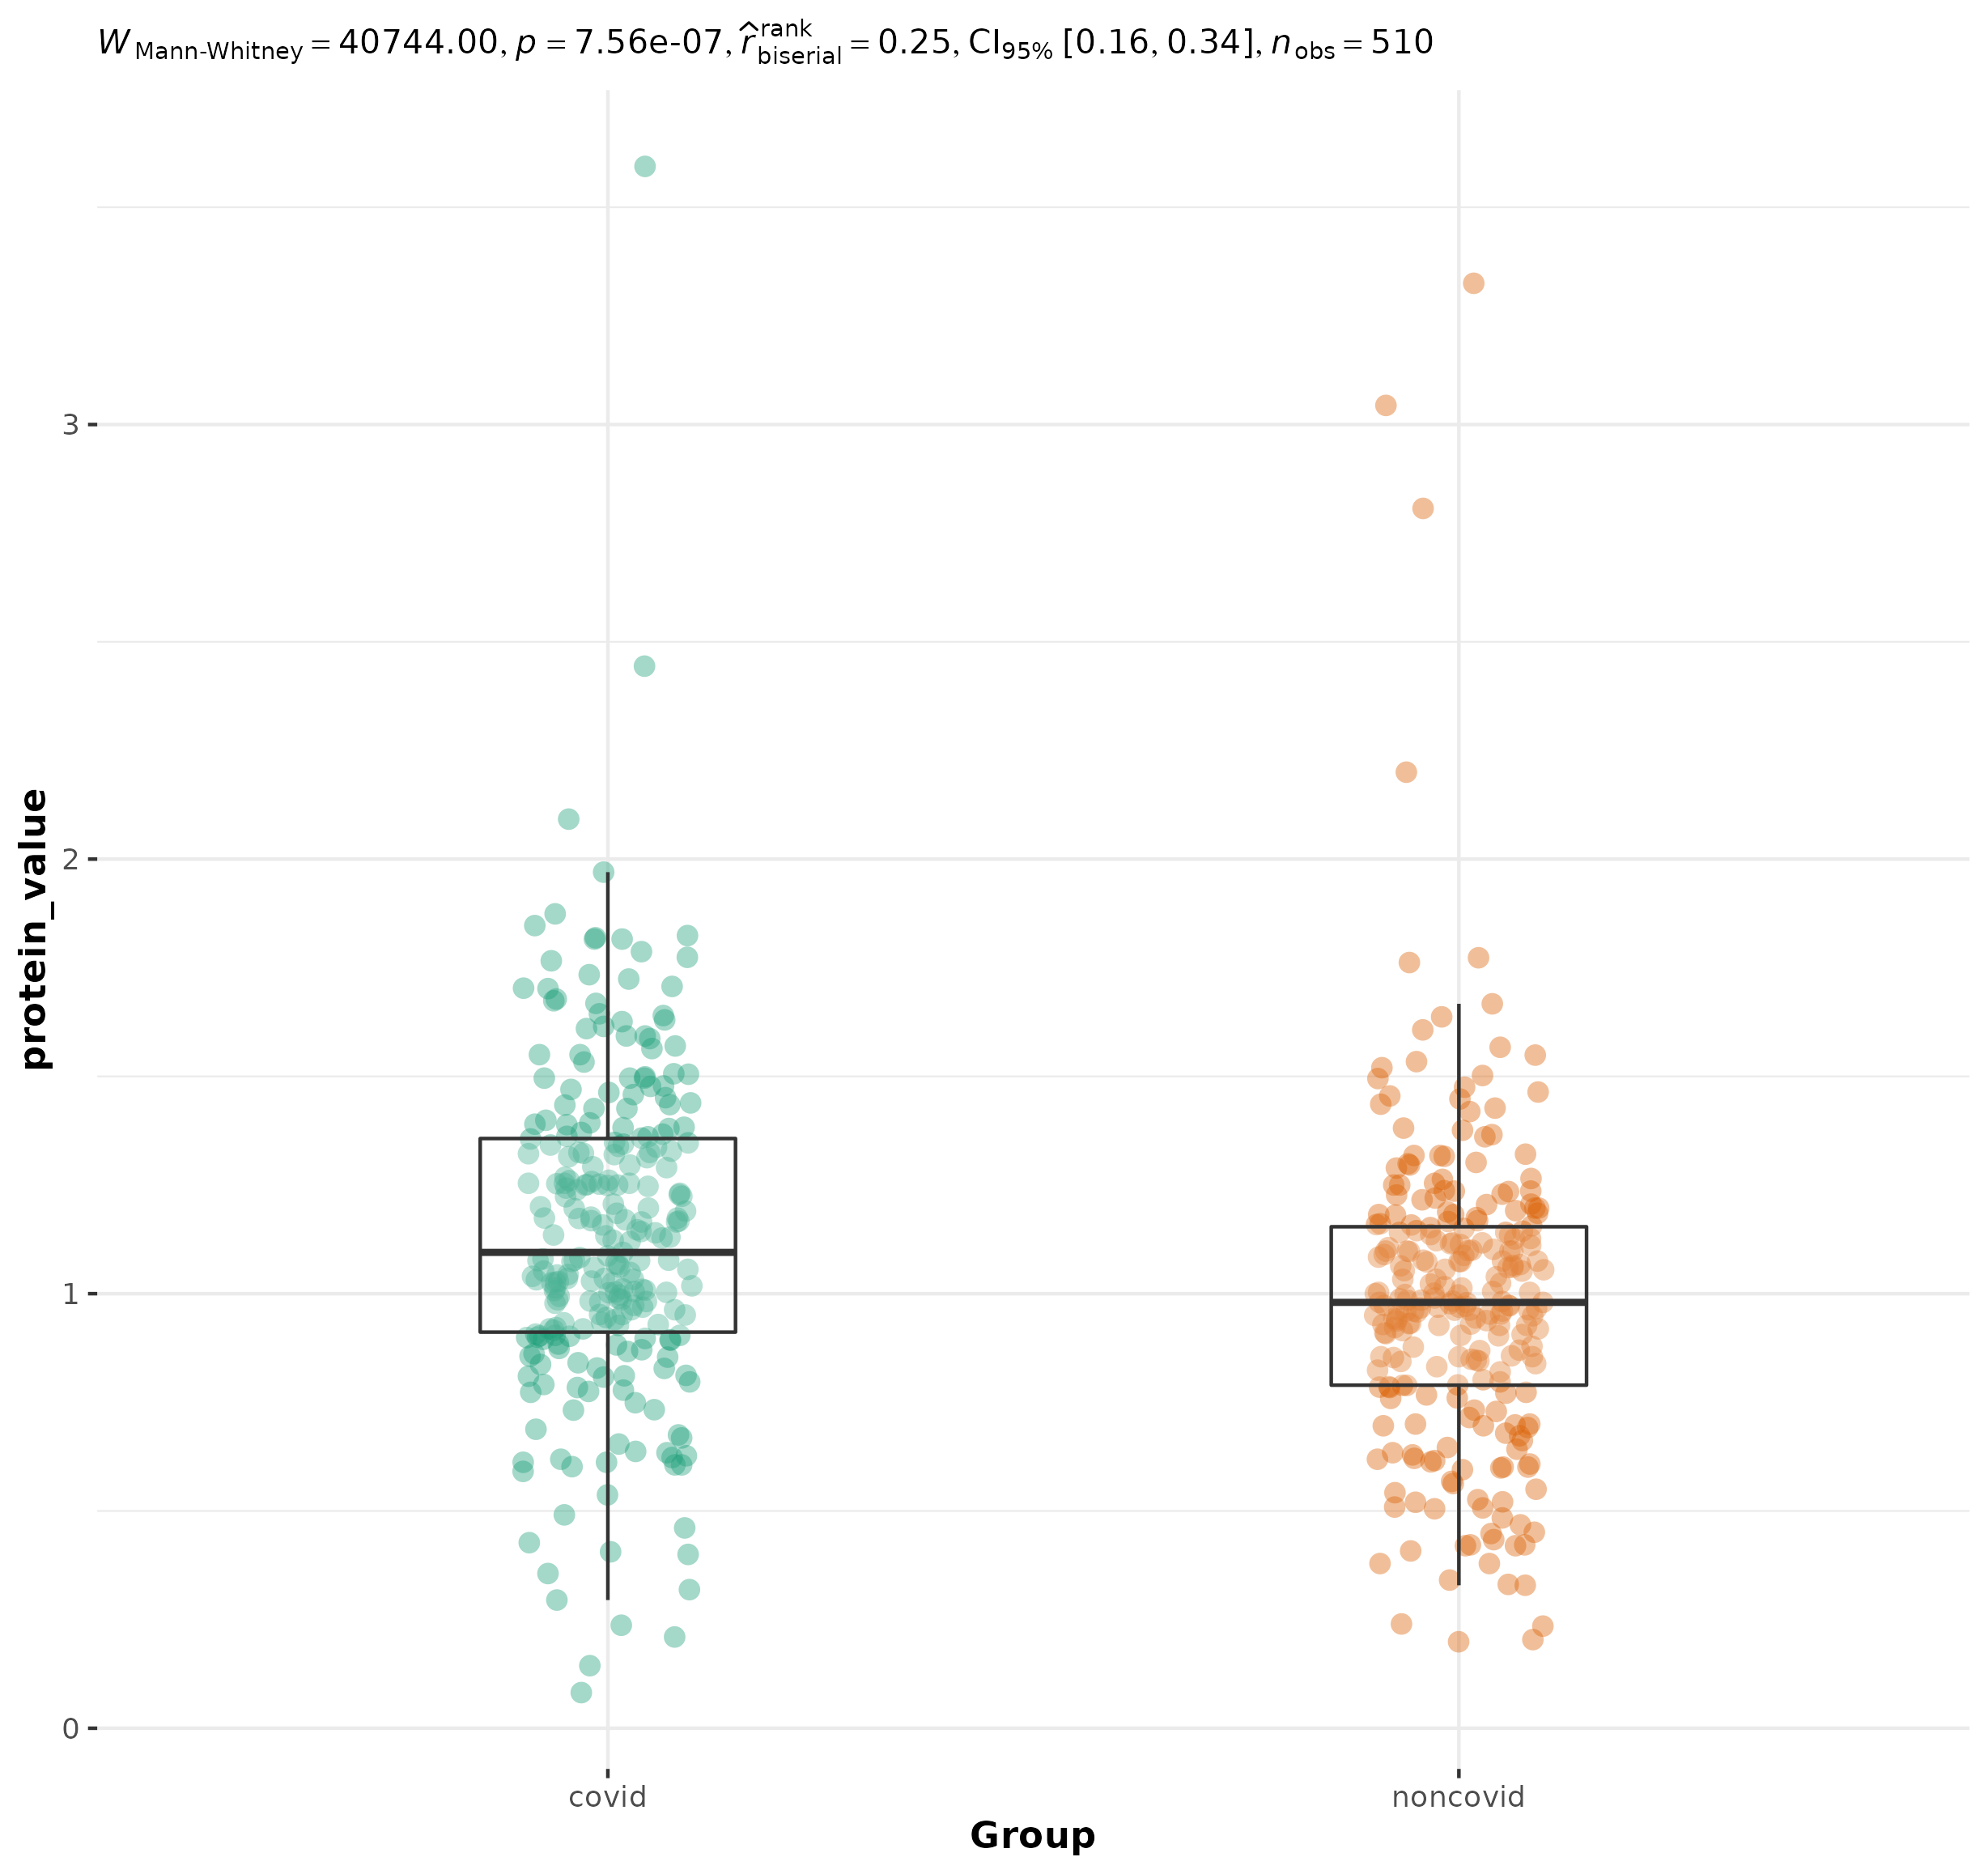 W Mann-Whitney = 40744.00, p = 7.56e-07, r̂ rank biserial = 0.25, CI95% [0.16, 0.34], nobs = 510
3
2
1
0
protein_value
covid noncovid
Group